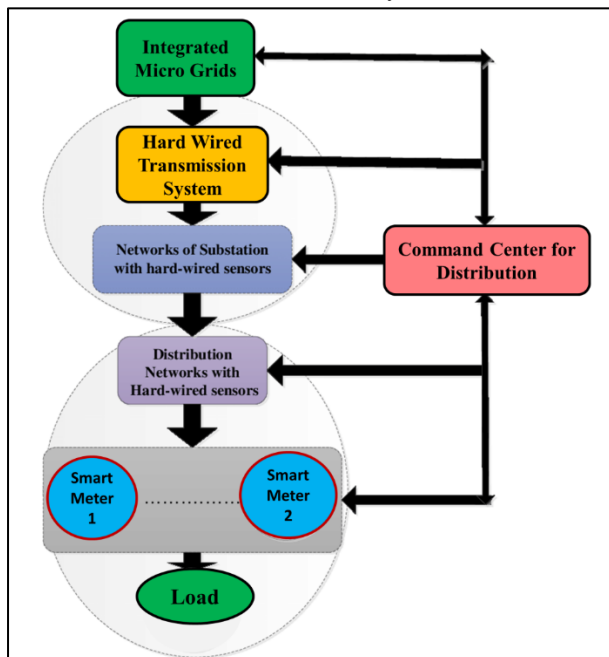 Integrated
Micro Grids
Hard Wired
Transmission
System
Networks of Substation
with hard-wired sensors
Command Center for
Distribution
Distribution
Networks with
Hard-wired sensors
Smart
Meter
1
....................
Smart
Meter
2
Load